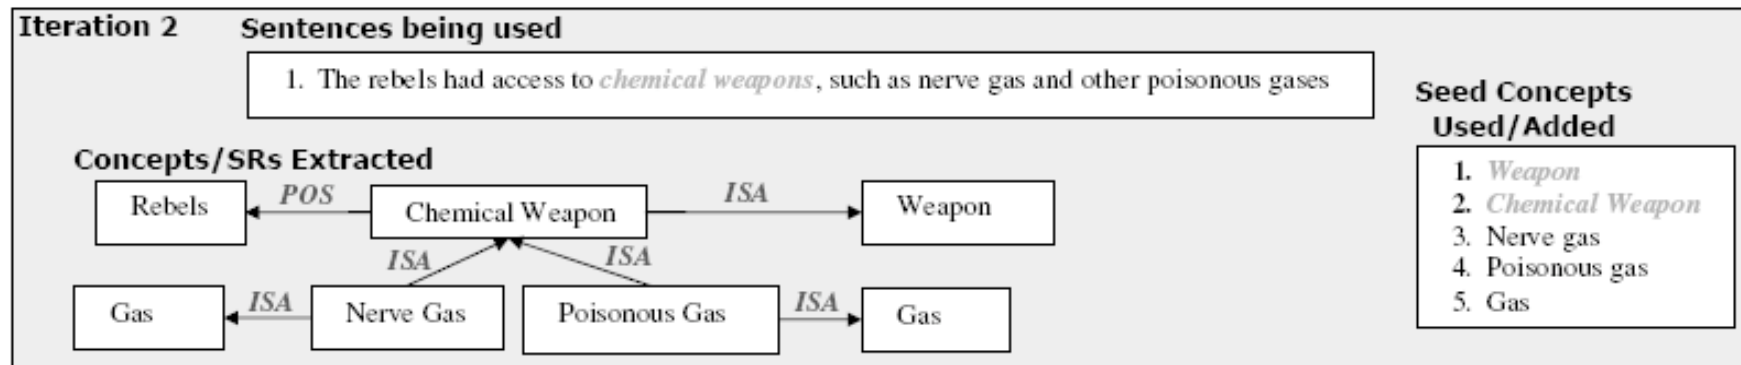 Iteration 2
Sentences being used
1. The rebels had access to chemical weapons, such as nerve gas and other poisonous gases
Concepts/SRs Extracted
Rebels
POS
Chemical Weapon
ISA
Weapon
ISA
ISA
Gas
ISA
Nerve Gas
Poisonous Gas
ISA
Gas
Seed Concepts
Used/Added
1. Weapon
2. Chemical Weapon
3. Nerve gas
4. Poisonous gas
5. Gas